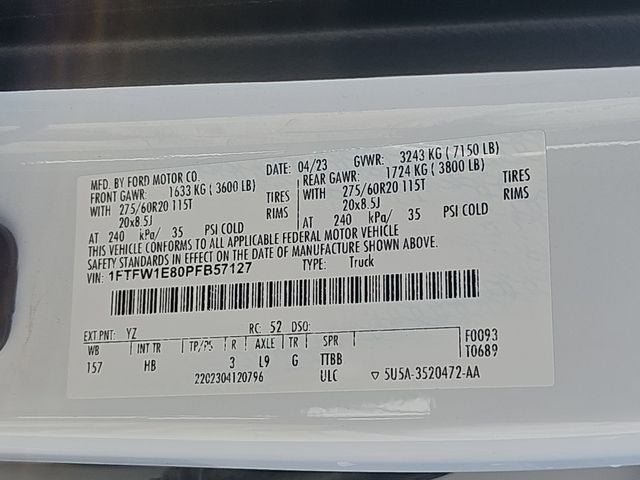 MFD. BY FORD MOTOR CO.
DATE: 04/23 GVWR: 3243 KG ( 7150 LB)
FRONT GAWR: 1633 KG ( 3600 LB) REAR GAWR: 1724 KG ( 3800 LB)
WITH 275/60R20 115T TIRES WITH 275/60R20 115T TIRES
20x8.5J RIMS 20x8.5J RIMS
AT 240 kPa/ 35 PSI COLD AT 240 kPa/ 35 PSI COLD
THIS VEHICLE CONFORMS TO ALL APPLICABLE FEDERAL MOTOR VEHICLE
SAFETY STANDARDS IN EFFECT ON THE DATE OF MANUFACTURE SHOWN ABOVE.
VIN: 1FTFW1E80PFB57127 TYPE: Truck
EXT PNT: YZ RC: 52 DSO: F0093
WB INT TR TP/PS R AXLE TR SPR T0689
157 HB 3 L9 G TTBB
2202304120796 ULC ▽ 5U5A-3520472-AA